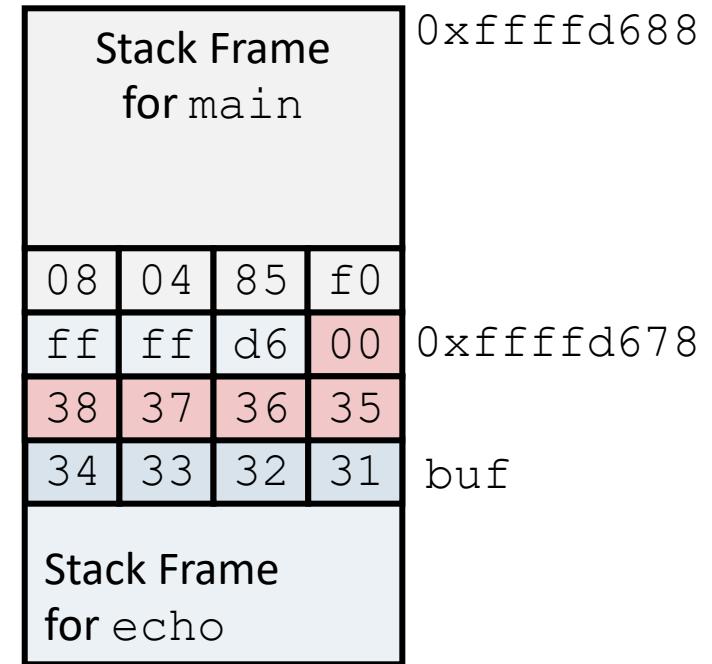 Stack Frame 0xffffd688
for main
08 04 85 f0
ff ff d6 00 0xffffd678
38 37 36 35
34 33 32 31 buf
Stack Frame
for echo